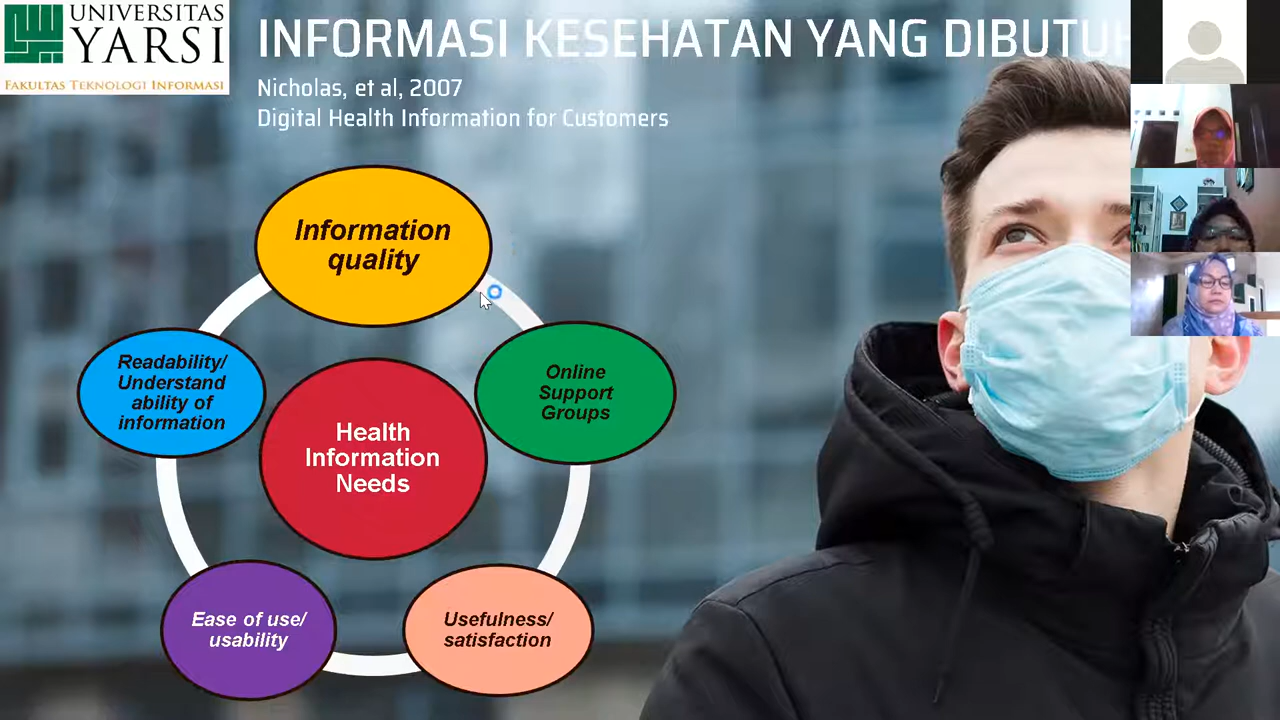 UNIVERSITAS
YARSI
FAKULTAS TEKNOLOGI INFORMASI
INFORMASI KESEHATAN YANG
Nicholas, et al, 2007
Digital Health Information for Customers
Information
quality
Readability/
Understand
ability of
information
Online
Support
Groups
Health
Information
Needs
Ease of use/
usability
Usefulness/
satisfaction